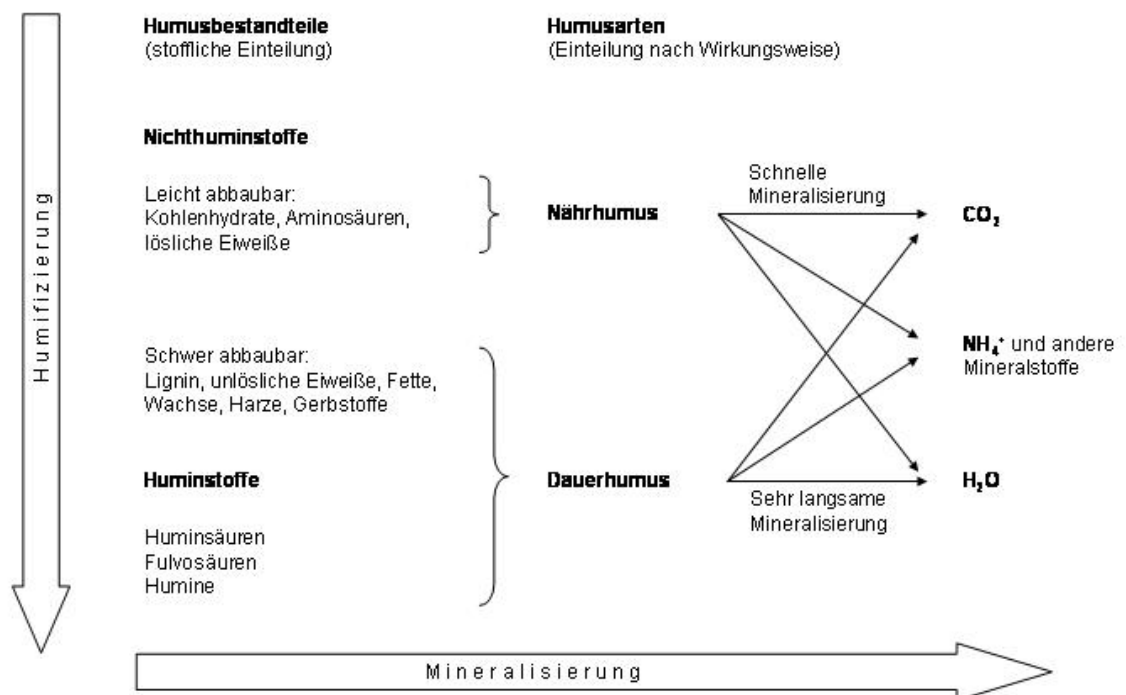 Humusbestandteile
(stoffliche Einteilung)
Humusarten
(Einteilung nach Wirkungsweise)
Humifizierung
Nichthuminstoffe
Leicht abbaubar:
Kohlenhydrate, Aminosäuren,
lösliche Eiweiße
Nährhumus
Schnelle
Mineralisierung
CO₂
Schwer abbaubar:
Lignin, unlösliche Eiweiße, Fette,
Wachse, Harze, Gerbstoffe
NH₄⁺ und andere
Mineralstoffe
Huminstoffe
Huminsäuren
Fulvosäuren
Humine
Dauerhumus
Sehr langsame
Mineralisierung
H₂O
Mineralisierung